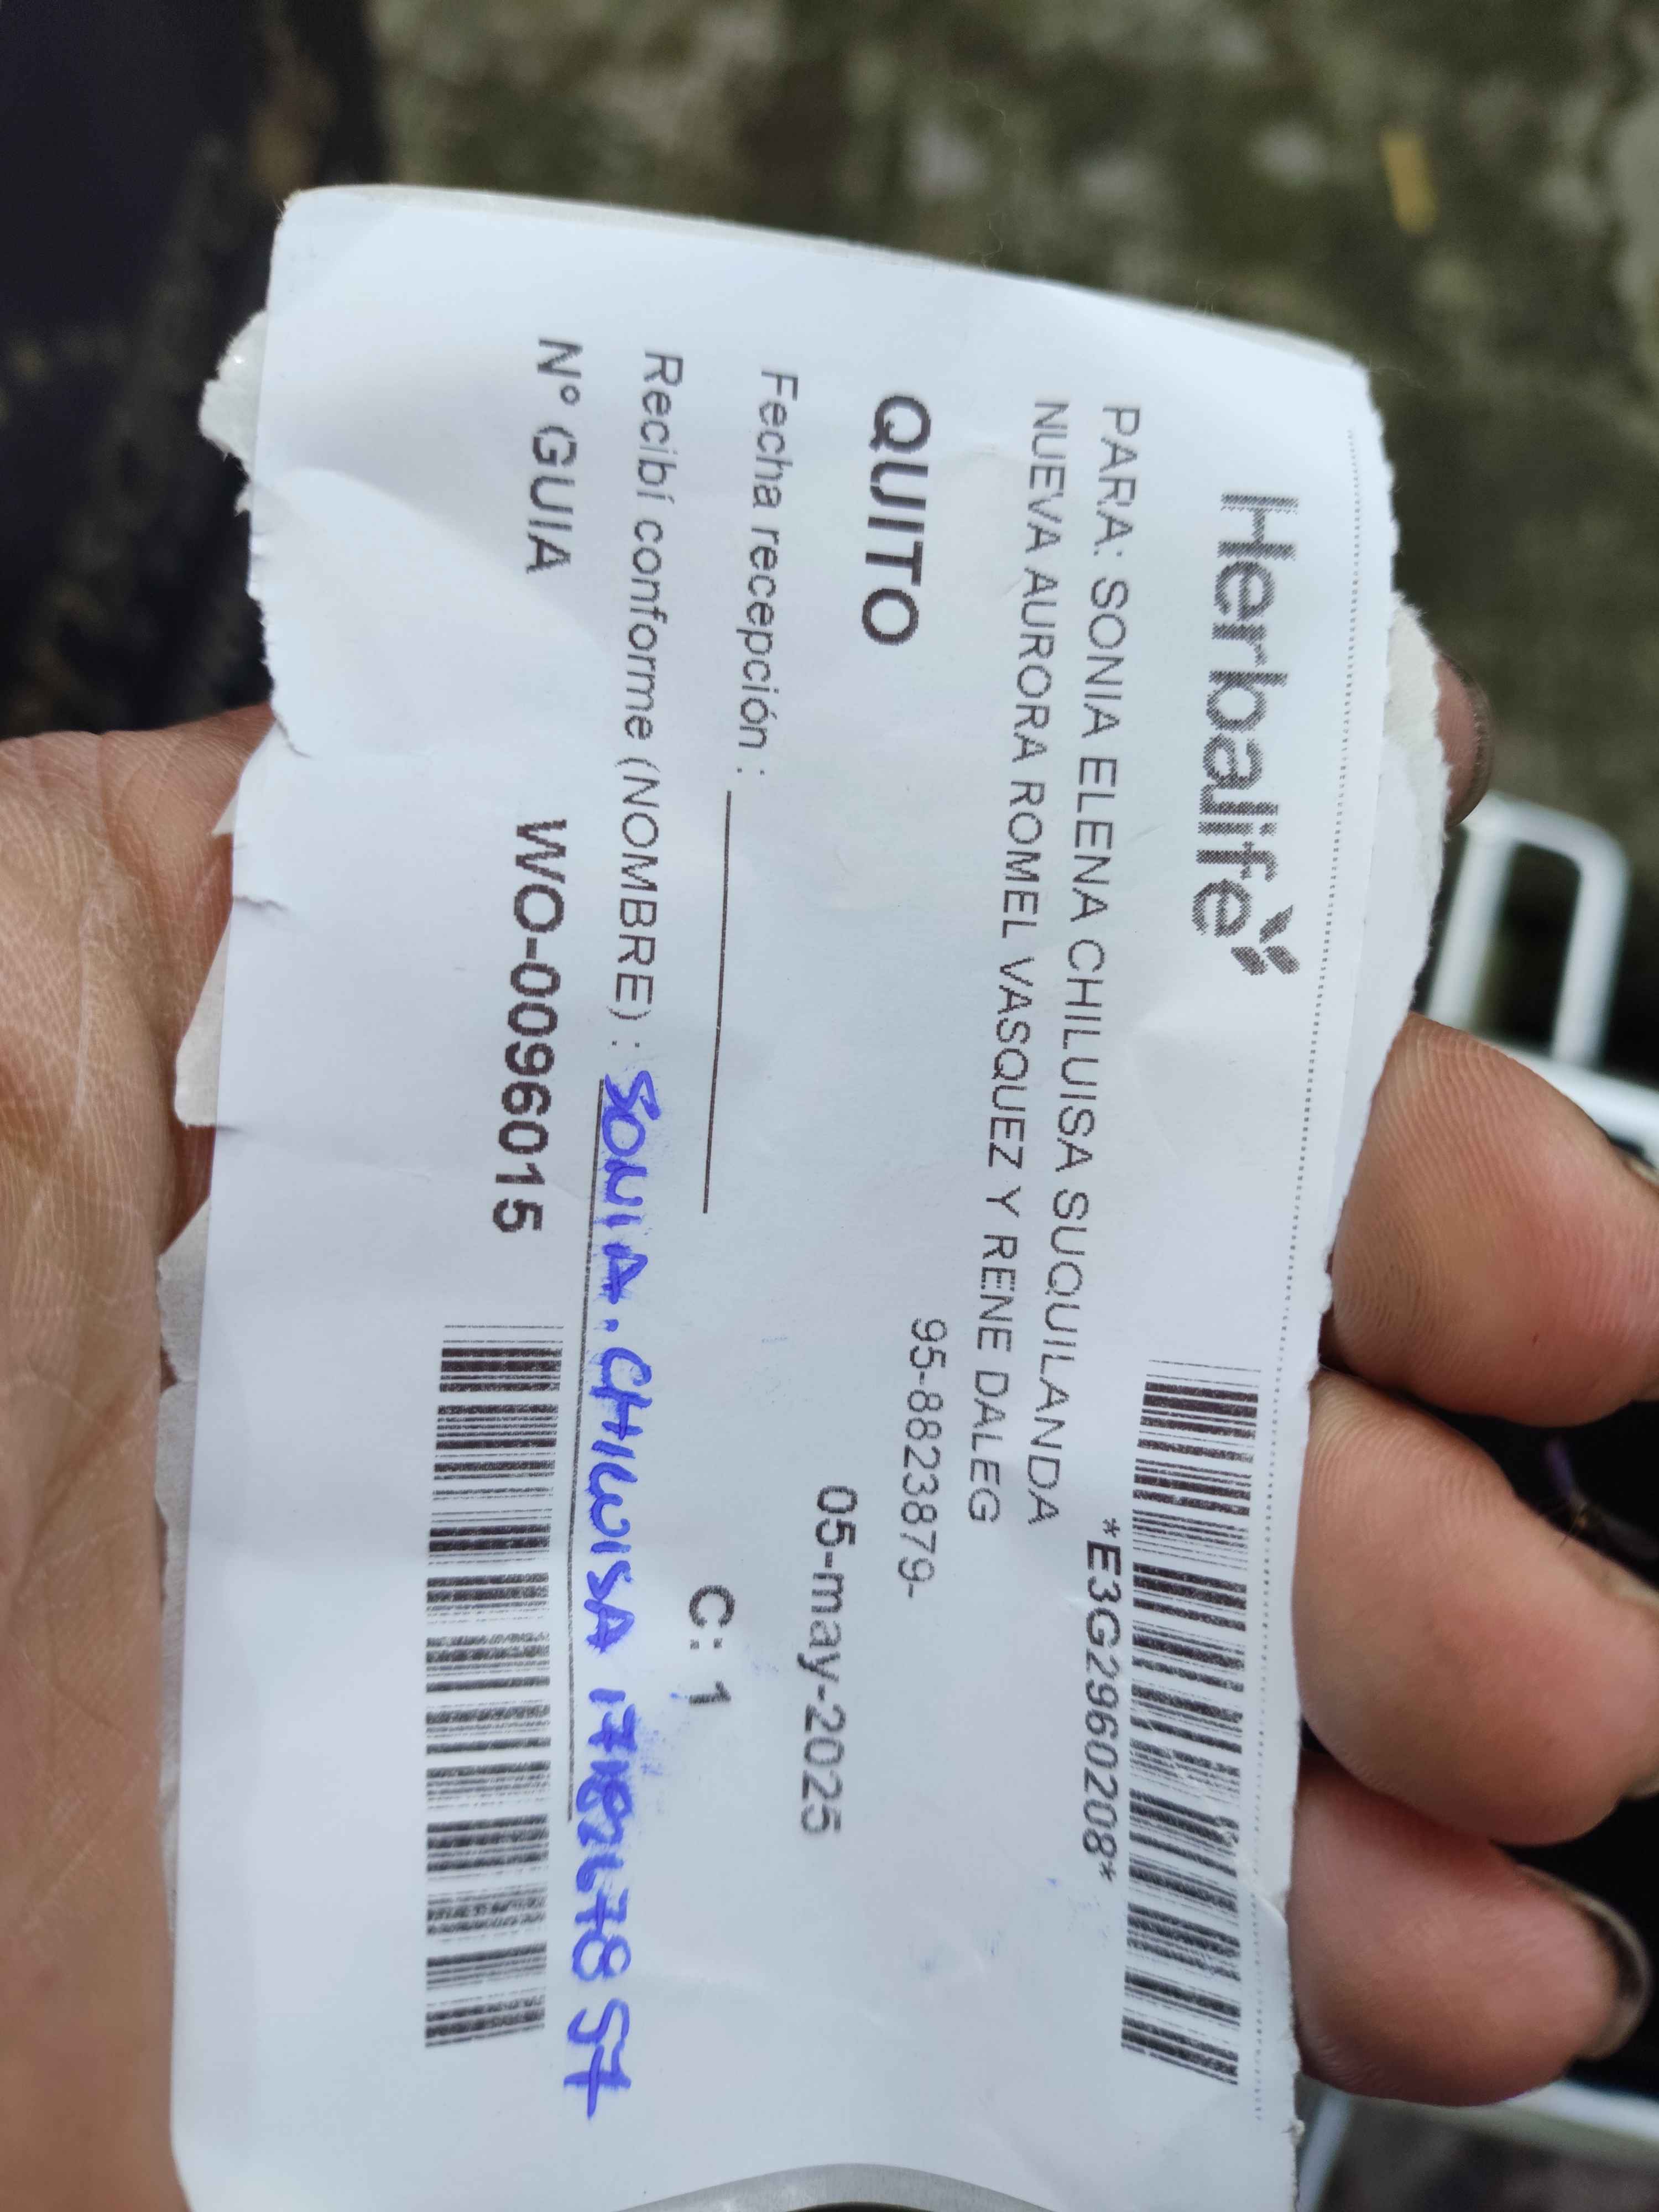 Herbalife
*E3G2960208*
PARA: SONIA ELENA CHILUISA SUQUILANDA
NUEVA AURORA ROMEL VASQUEZ Y RENE DALEG
95-8823879-
QUITO
05-may-2025
Fecha recepción :
C: 1
Recibí conforme (NOMBRE) : SONIA. CHILUISA
Nº GUIA WO-0096015